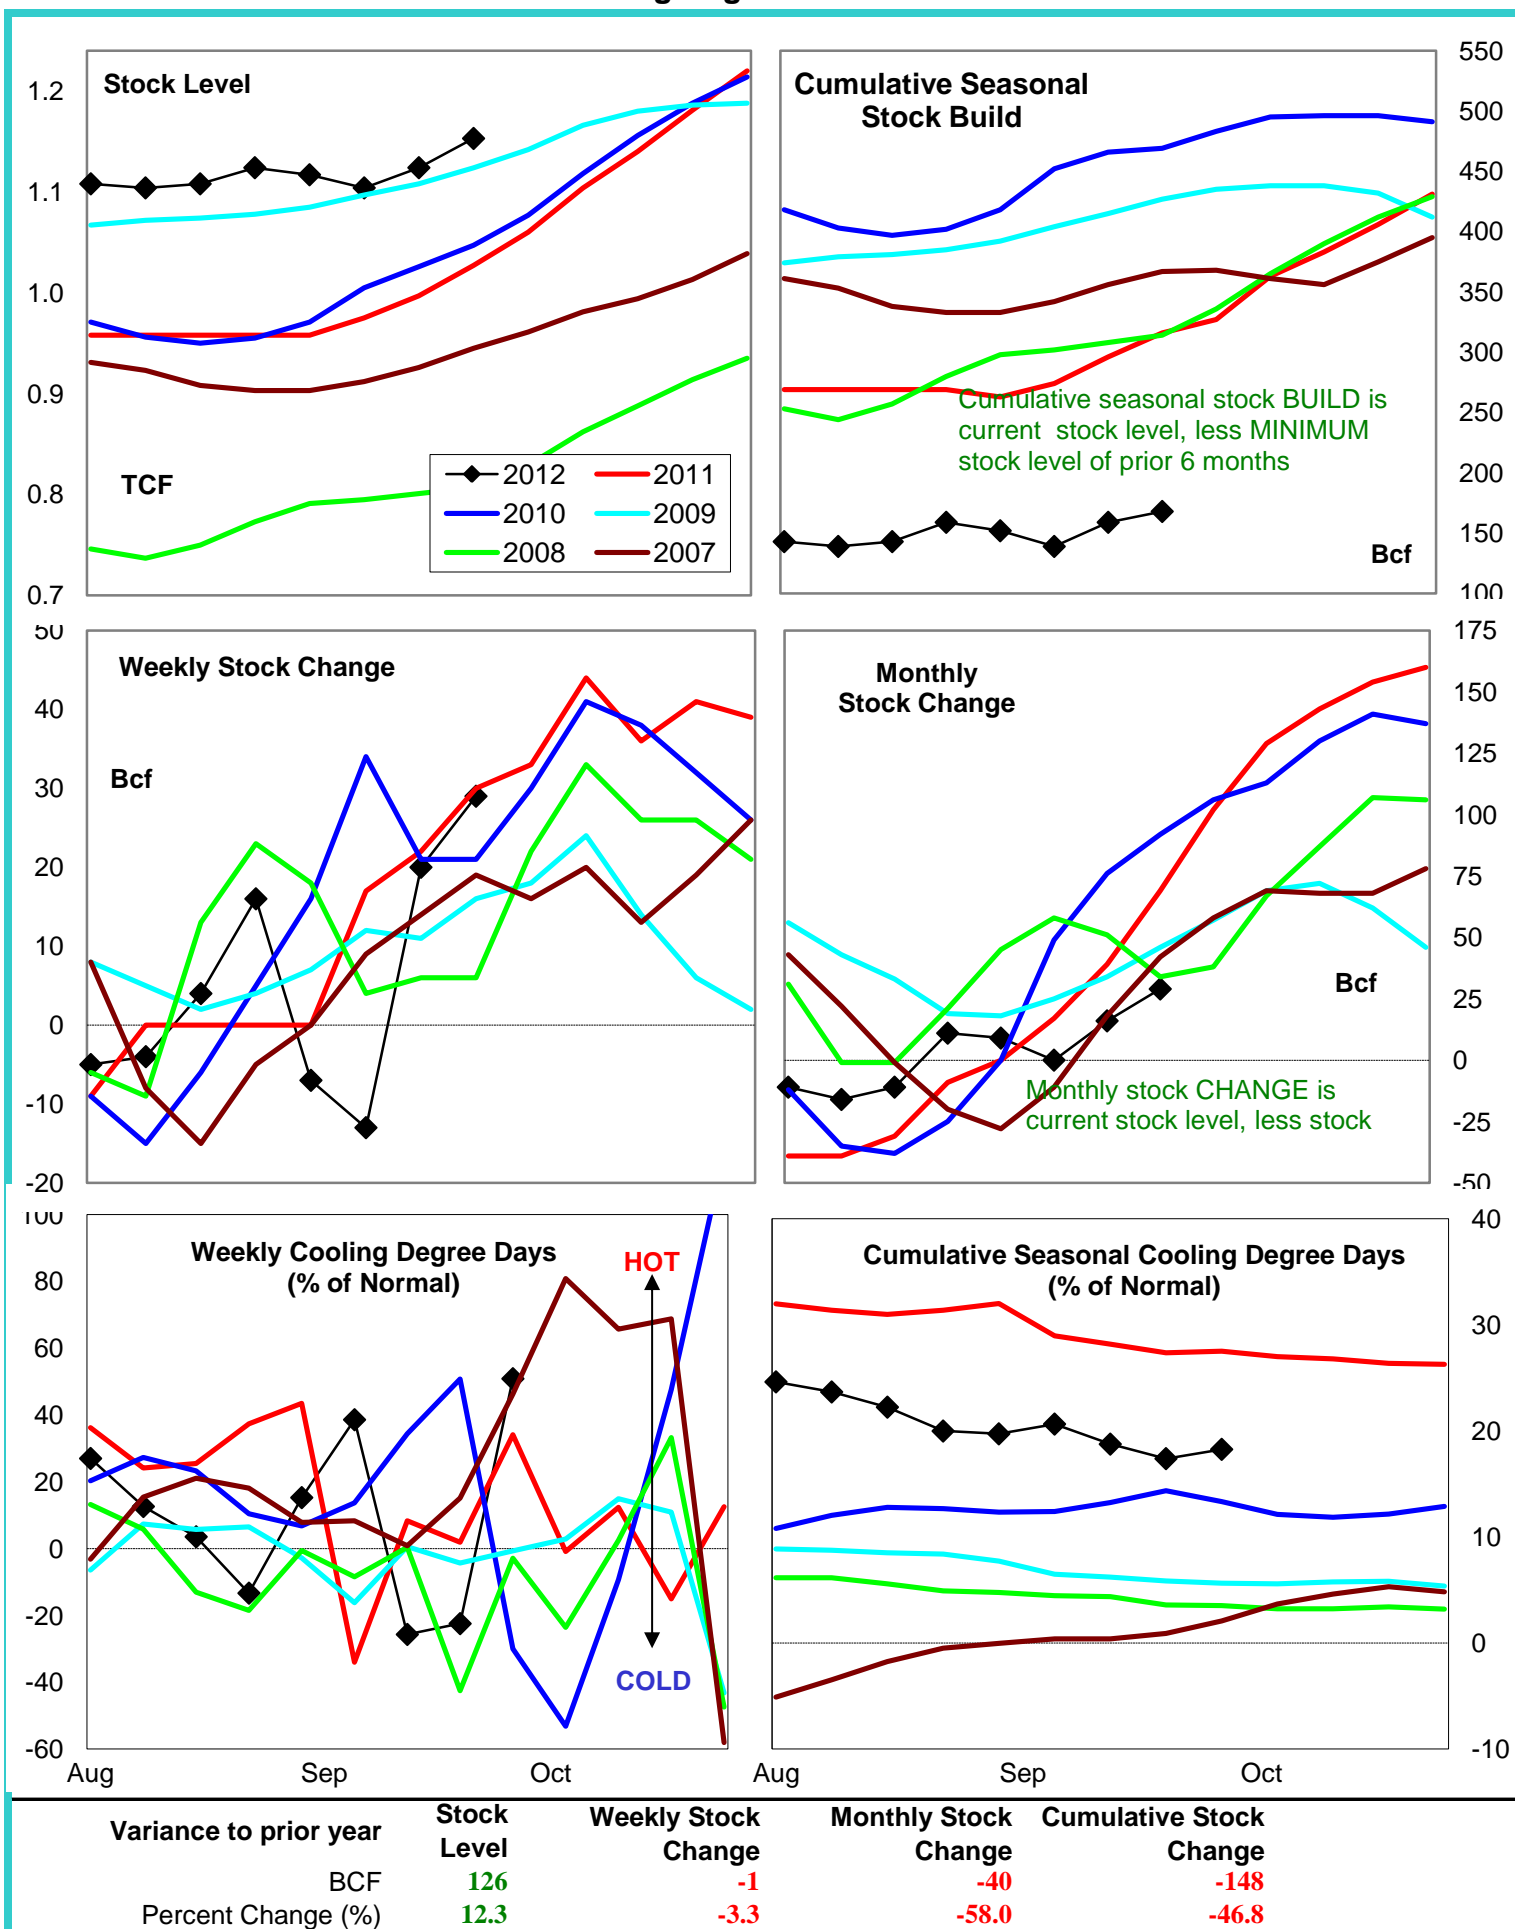 Stock Level
1.2
1.1
1.0
0.9
0.8
0.7
TCF
2012
2011
2010
2009
2008
2007
Cumulative Seasonal
Stock Build
550
500
450
400
350
300
250
200
150
100
Cumulative seasonal stock BUILD is
current stock level, less MINIMUM
stock level of prior 6 months
Bcf
Weekly Stock Change
Bcf
50
40
30
20
10
0
-10
-20
Monthly
Stock Change
175
150
125
100
75
50
25
0
-25
-50
Bcf
Monthly stock CHANGE is
current stock level, less stock
Weekly Cooling Degree Days
(% of Normal)
HOT
COLD
100
80
60
40
20
0
-20
-40
-60
Aug
Sep
Oct
Cumulative Seasonal Cooling Degree Days
(% of Normal)
40
30
20
10
0
-10
Aug
Sep
Oct
Variance to prior year
Stock
Level
Weekly Stock
Change
Monthly Stock
Change
Cumulative Stock
Change
BCF 126 -1 -40 -148
Percent Change (%) 12.3 -3.3 -58.0 -46.8